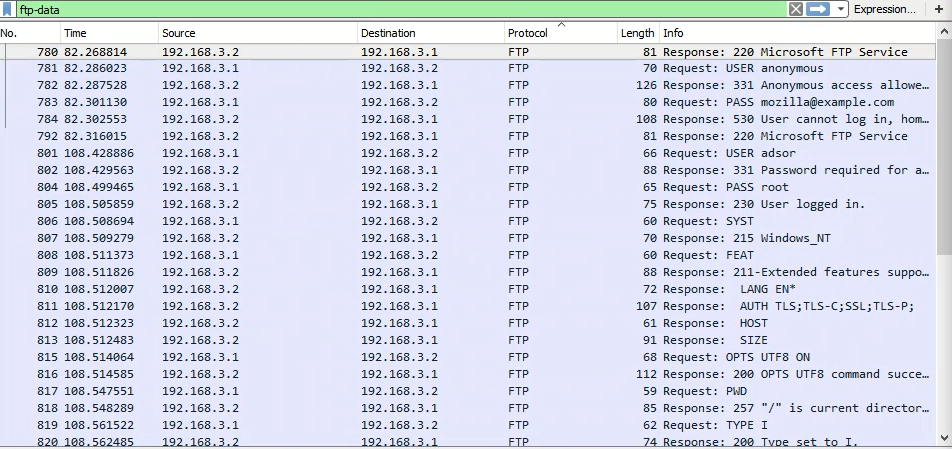 ftp-data Expression... +
No. Time Source Destination Protocol Length Info
780 82.268814 192.168.3.2 192.168.3.1 FTP 81 Response: 220 Microsoft FTP Service
781 82.286023 192.168.3.1 192.168.3.2 FTP 70 Request: USER anonymous
782 82.287528 192.168.3.2 192.168.3.1 FTP 126 Response: 331 Anonymous access allowe...
783 82.301130 192.168.3.1 192.168.3.2 FTP 80 Request: PASS mozilla@example.com
784 82.302553 192.168.3.2 192.168.3.1 FTP 108 Response: 530 User cannot log in, hom...
792 82.316015 192.168.3.2 192.168.3.1 FTP 81 Response: 220 Microsoft FTP Service
801 108.428886 192.168.3.1 192.168.3.2 FTP 66 Request: USER adsor
802 108.429563 192.168.3.2 192.168.3.1 FTP 88 Response: 331 Password required for a...
804 108.499465 192.168.3.1 192.168.3.2 FTP 65 Request: PASS root
805 108.505859 192.168.3.2 192.168.3.1 FTP 75 Response: 230 User logged in.
806 108.508694 192.168.3.1 192.168.3.2 FTP 60 Request: SYST
807 108.509279 192.168.3.2 192.168.3.1 FTP 70 Response: 215 Windows_NT
808 108.511373 192.168.3.1 192.168.3.2 FTP 60 Request: FEAT
809 108.511826 192.168.3.2 192.168.3.1 FTP 88 Response: 211-Extended features suppo...
810 108.512007 192.168.3.2 192.168.3.1 FTP 72 Response: LANG EN*
811 108.512170 192.168.3.2 192.168.3.1 FTP 107 Response: AUTH TLS;TLS-C;SSL;TLS-P;
812 108.512323 192.168.3.2 192.168.3.1 FTP 61 Response: HOST
813 108.512483 192.168.3.2 192.168.3.1 FTP 91 Response: SIZE
815 108.514064 192.168.3.1 192.168.3.2 FTP 68 Request: OPTS UTF8 ON
816 108.514585 192.168.3.2 192.168.3.1 FTP 112 Response: 200 OPTS UTF8 command succe...
817 108.547551 192.168.3.1 192.168.3.2 FTP 59 Request: PWD
818 108.548289 192.168.3.2 192.168.3.1 FTP 85 Response: 257 "/" is current director...
819 108.561522 192.168.3.1 192.168.3.2 FTP 62 Request: TYPE I
820 108.562485 192.168.3.2 192.168.3.1 FTP 74 Response: 200 Type set to I.